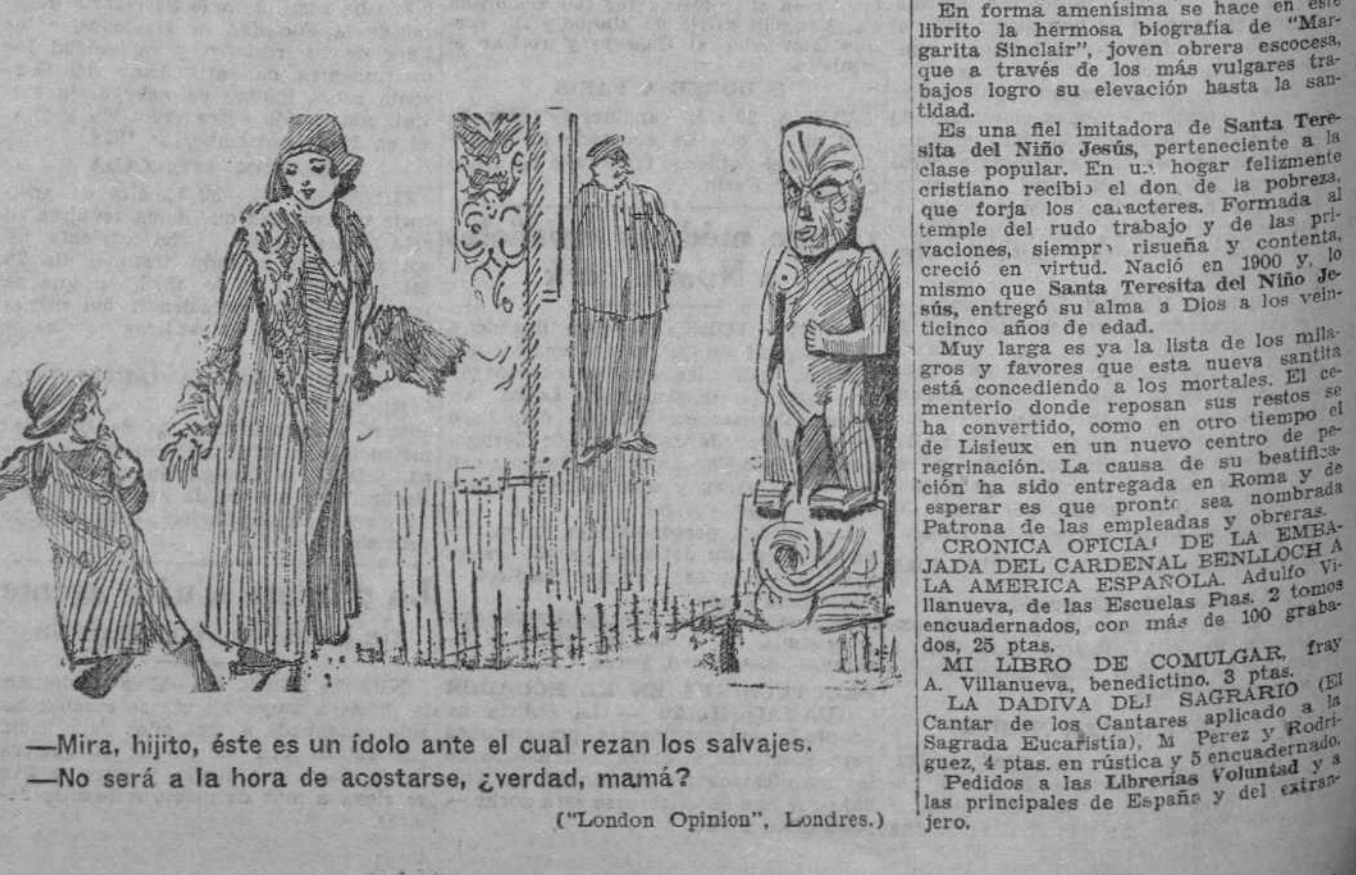 —Mira, hijito, éste es un ídolo ante el cual rezan los salvajes.
—No será a la hora de acostarse, ¿verdad, mamá?
("London Opinion", Londres.)
En forma amenísima se hace en este
librito la hermosa biografía de "Mar-
garita Sinclair", joven obrera escocesa,
que a través de los más vulgares tra-
bajos logro su elevación hasta la san-
tidad.
Es una fiel imitadora de Santa Tere-
sita del Niño Jesús, perteneciente a la
clase popular. En un hogar felizmente
cristiano recibió el don de la pobreza,
que forja los caracteres. Formada al
temple del rudo trabajo y de las pri-
vaciones, siempre risueña y contenta,
creció en virtud. Nació en 1900 y, lo
mismo que Santa Teresita del Niño Je-
sús, entregó su alma a Dios a los vein-
ticinco años de edad.
Muy larga es ya la lista de los mila-
gros y favores que esta nueva santita
está concediendo a los mortales. El ce-
menterio donde reposan sus restos se
ha convertido, como en otro tiempo el
de Lisieux en un nuevo centro de pe-
regrinación. La causa de su beatifica-
ción ha sido entregada en Roma y de
esperar es que pronto sea nombrada
Patrona de las empleadas y obreras.
CRONICA OFICIAL DE LA EMBA-
JADA DEL CARDENAL BENLLOCH A
LA AMERICA ESPAÑOLA. Adulfo Vi-
llanueva, de las Escuelas Pias. 2 tomos
encuadernados, con más de 100 graba-
dos, 25 ptas.
MI LIBRO DE COMULGAR, fray
A. Villanueva, benedictino. 3 ptas.
LA DADIVA DEL SAGRARIO (El
Cantar de los Cantares aplicado a la
Sagrada Eucaristía), M Perez y Rodri-
guez, 4 ptas. en rústica y 5 encuadernado.
Pedidos a las Librerías Voluntad y a
las principales de España y del extran-
jero.